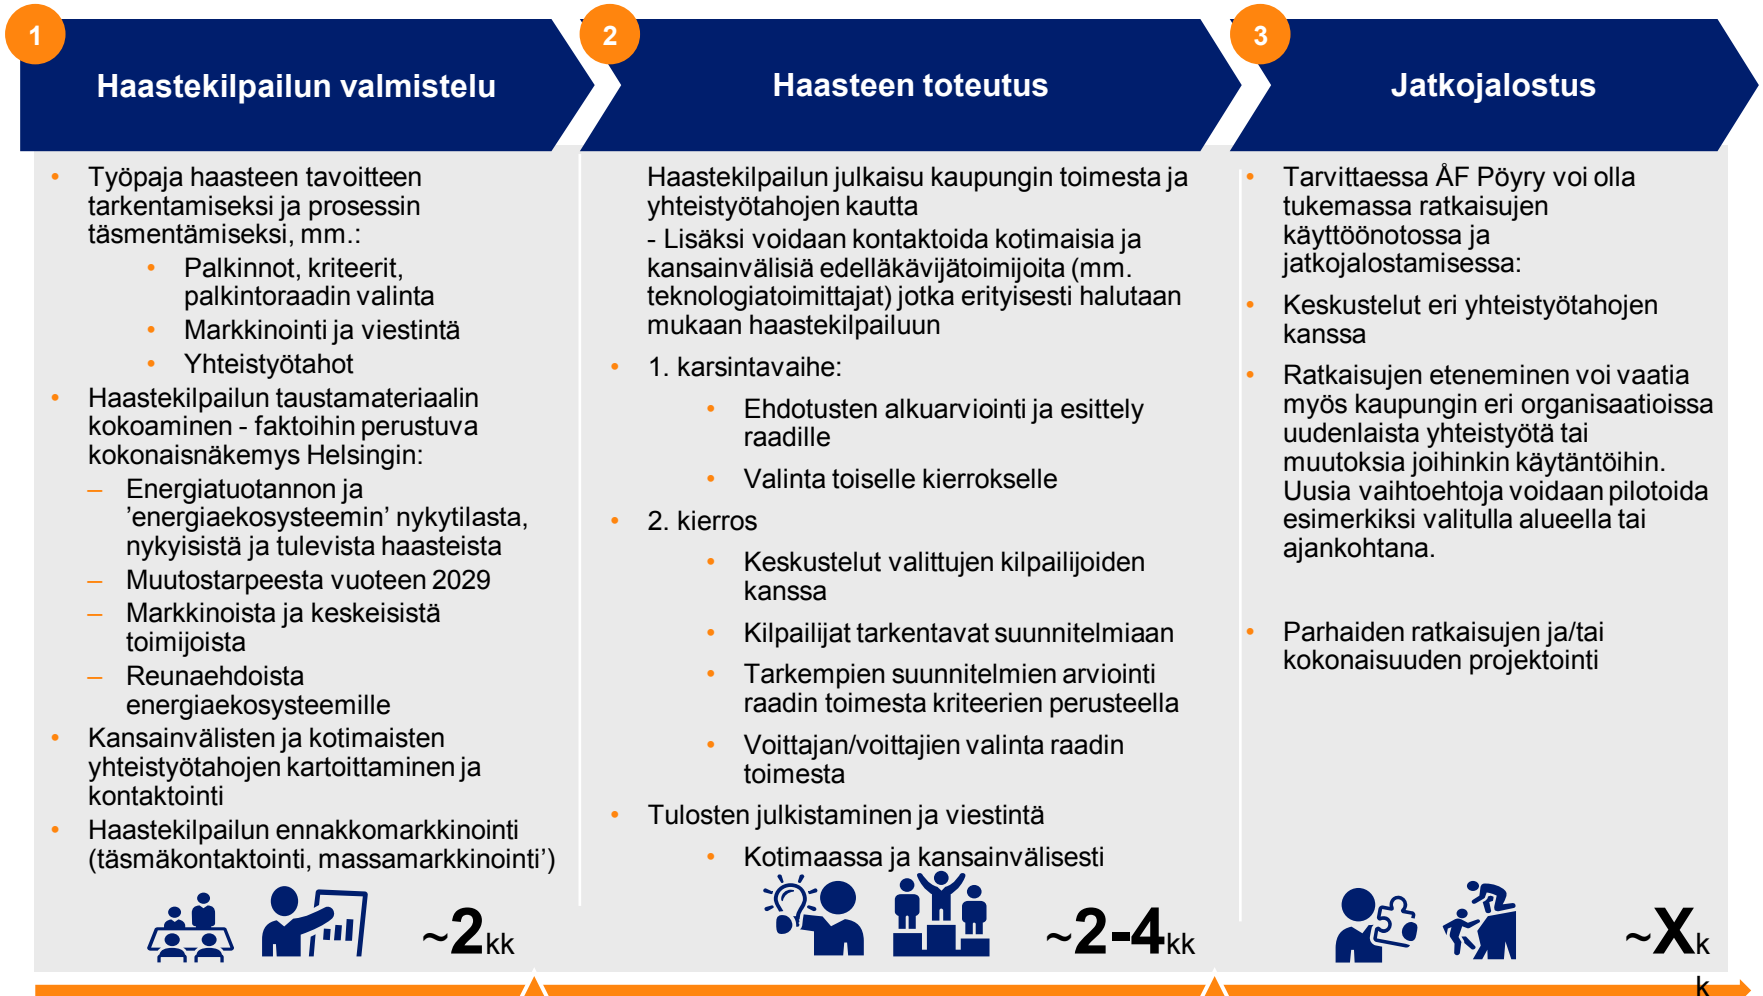 1
Haastekilpailun valmistelu
• Työpaja haasteen tavoitteen
tarkentamiseksi ja prosessin
täsmentämiseksi, mm.:
• Palkinnot, kriteerit,
palkintoraadin valinta
• Markkinointi ja viestintä
• Yhteistyötahot
• Haastekilpailun taustamateriaalin
kokoaminen - faktoihin perustuva
kokonaisnäkemys Helsingin:
– Energiatuotannon ja
’energiaekosysteemin’ nykytilasta,
nykyisistä ja tulevista haasteista
– Muutostarpeesta vuoteen 2029
– Markkinoista ja keskeisistä
toimijoista
– Reunaehdoista
energiaekosysteemille
• Kansainvälisten ja kotimaisten
yhteistyötahojen kartoittaminen ja
kontaktointi
• Haastekilpailun ennakkomarkkinointi
(täsmäkontaktointi, massamarkkinointi’)
~2kk
2
Haasteen toteutus
Haastekilpailun julkaisu kaupungin toimesta ja
yhteistyötahojen kautta
- Lisäksi voidaan kontaktoida kotimaisia ja
kansainvälisiä edelläkävijätoimijoita (mm.
teknologiatoimittajat) jotka erityisesti halutaan
mukaan haastekilpailuun
• 1. karsintavaihe:
• Ehdotusten alkuarviointi ja esittely
raadille
• Valinta toiselle kierrokselle
• 2. kierros
• Keskustelut valittujen kilpailijoiden
kanssa
• Kilpailijat tarkentavat suunnitelmiaan
• Tarkempien suunnitelmien arviointi
raadin toimesta kriteerien perusteella
• Voittajan/voittajien valinta raadin
toimesta
• Tulosten julkistaminen ja viestintä
• Kotimaassa ja kansainvälisesti
~2-4kk
3
Jatkojalostus
• Tarvittaessa ÅF Pöyry voi olla
tukemassa ratkaisujen
käyttöönotossa ja
jatkojalostamisessa:
• Keskustelut eri yhteistyötahojen
kanssa
• Ratkaisujen eteneminen voi vaatia
myös kaupungin eri organisaatioissa
uudenlaista yhteistyötä tai
muutoksia joihinkin käytäntöihin.
Uusia vaihtoehtoja voidaan pilotoida
esimerkiksi valitulla alueella tai
ajankohtana.
• Parhaiden ratkaisujen ja/tai
kokonaisuuden projektointi
~Xk
k